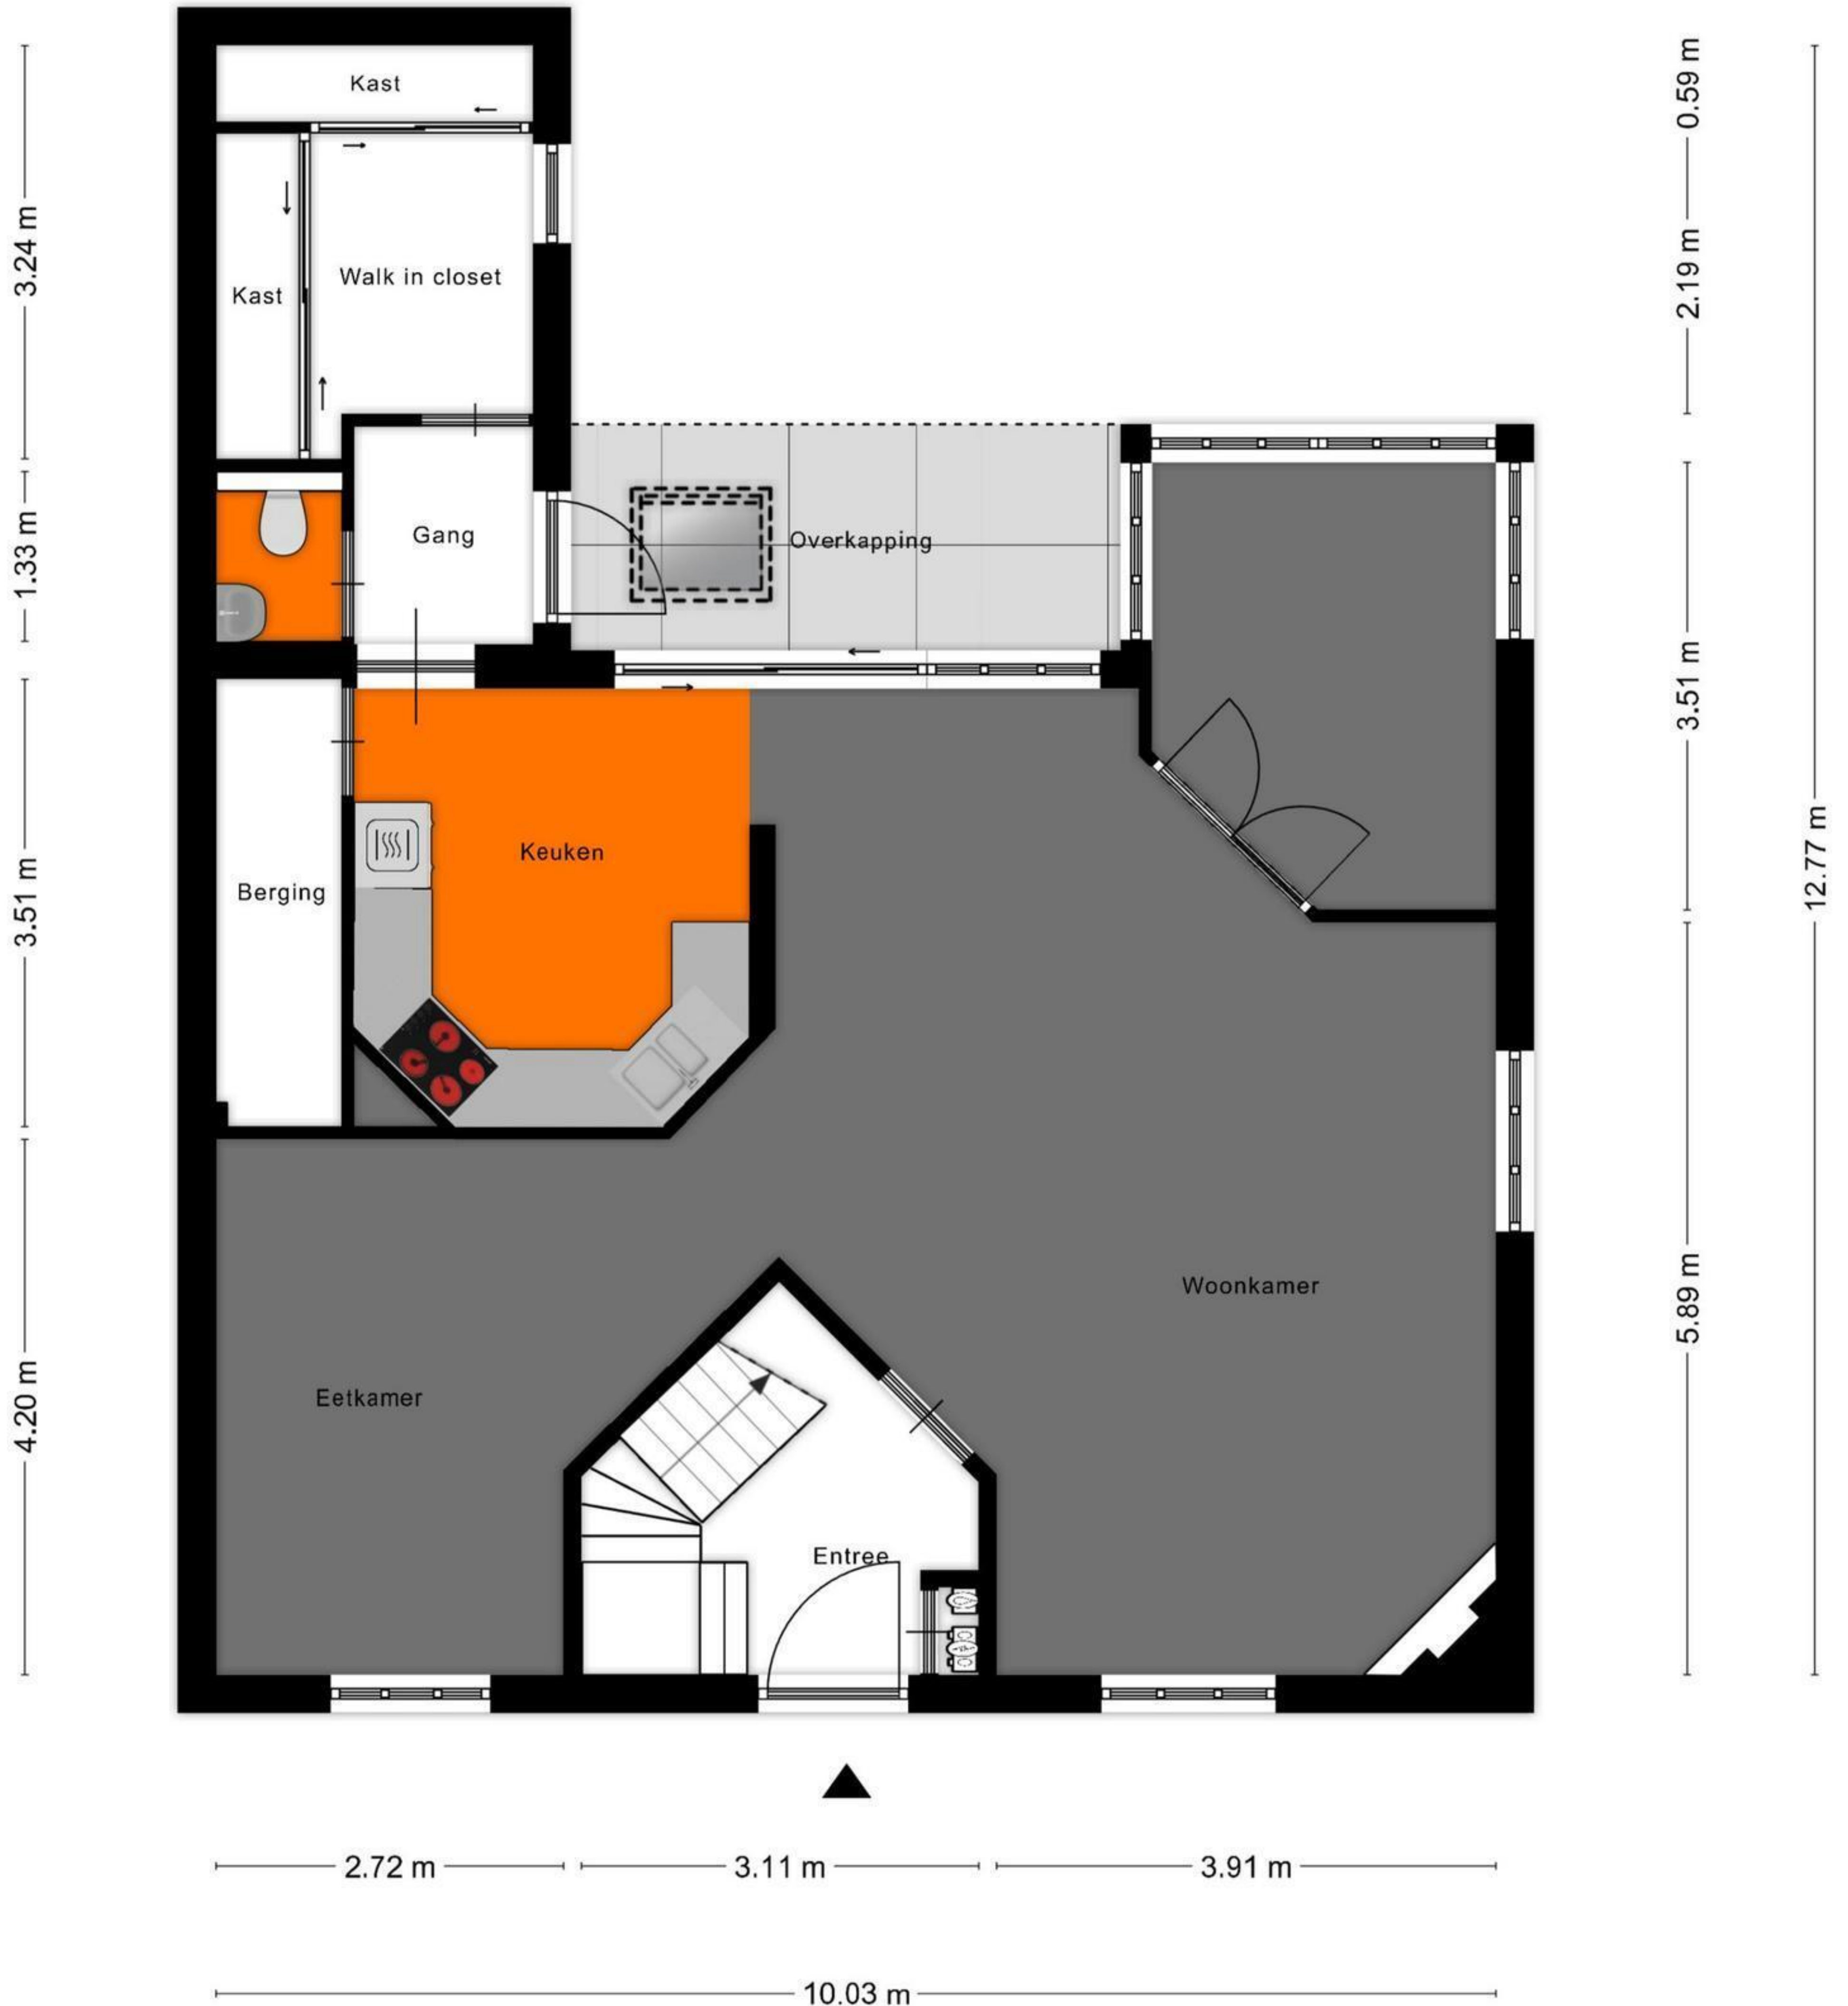 Kast
0.59 m
3.24 m
Kast
Walk in closet
2.19 m
1.33 m
Gang
Overkapping
3.51 m
12.77 m
Keuken
Berging
3.51 m
Woonkamer
5.89 m
Eetkamer
4.20 m
Entree
2.72 m
3.11 m
3.91 m
10.03 m